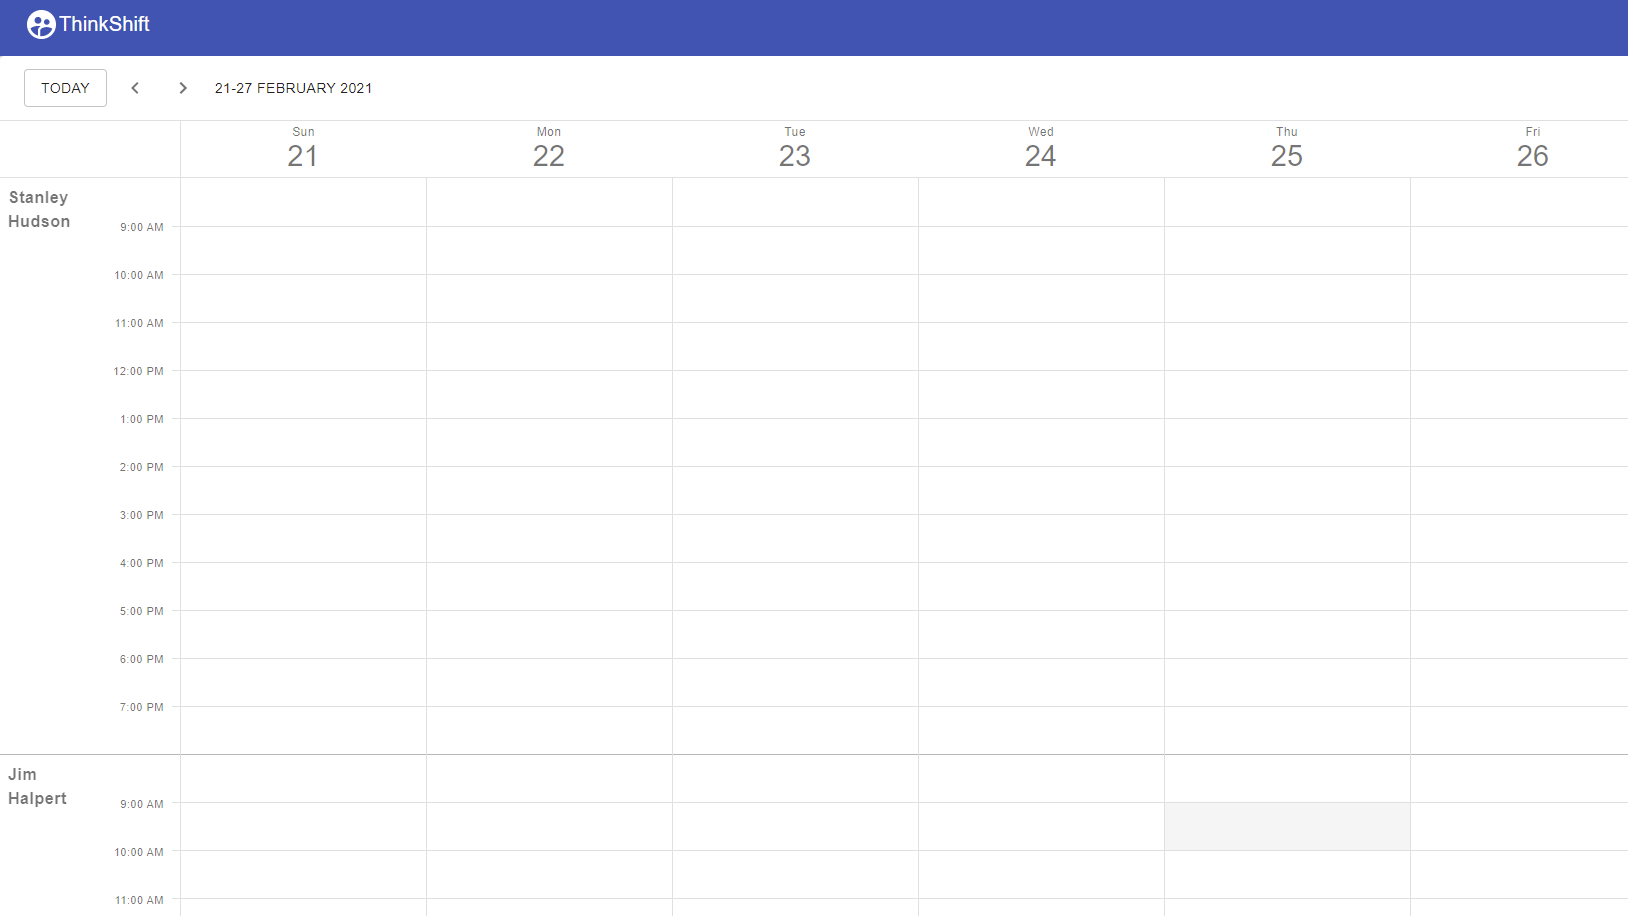 ThinkShift
TODAY 21-27 FEBRUARY 2021
Sun Mon Tue Wed Thu Fri
21 22 23 24 25 26
Stanley
Hudson
9:00 AM
10:00 AM
11:00 AM
12:00 PM
1:00 PM
2:00 PM
3:00 PM
4:00 PM
5:00 PM
6:00 PM
7:00 PM
Jim
Halpert
9:00 AM
10:00 AM
11:00 AM